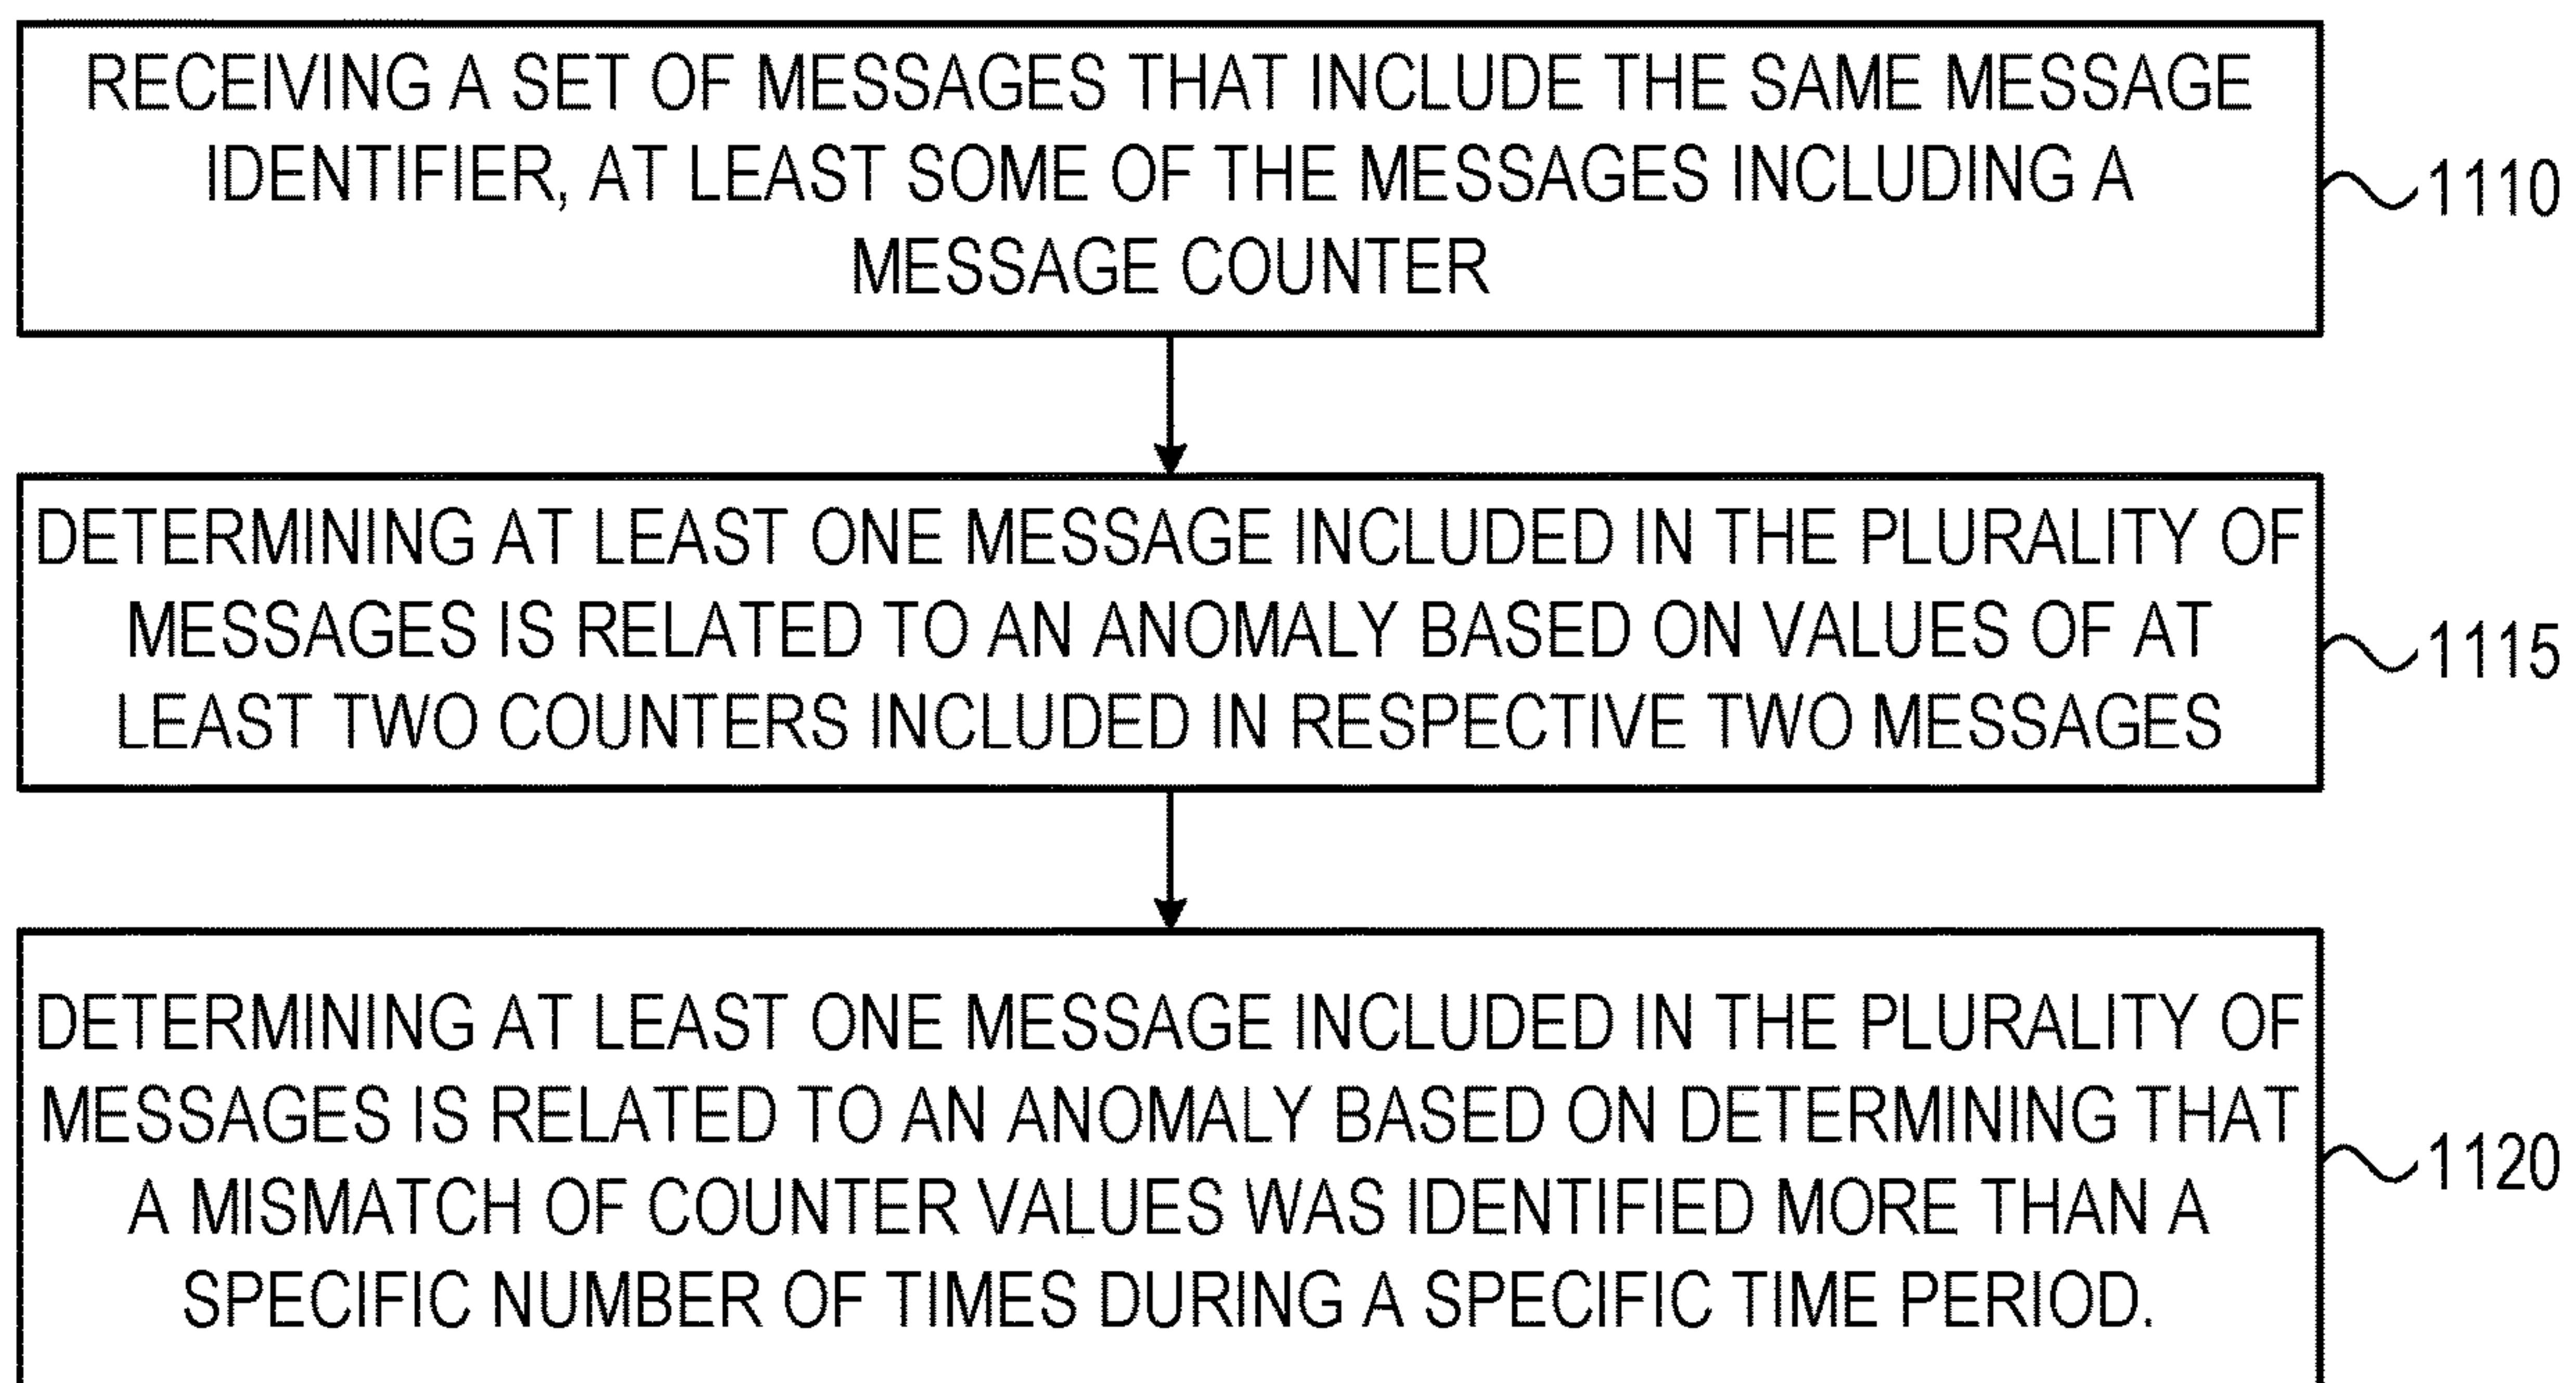 RECEIVING A SET OF MESSAGES THAT INCLUDE THE SAME MESSAGE
IDENTIFIER, AT LEAST SOME OF THE MESSAGES INCLUDING A
MESSAGE COUNTER
1110
DETERMINING AT LEAST ONE MESSAGE INCLUDED IN THE PLURALITY OF
MESSAGES IS RELATED TO AN ANOMALY BASED ON VALUES OF AT
LEAST TWO COUNTERS INCLUDED IN RESPECTIVE TWO MESSAGES
1115
DETERMINING AT LEAST ONE MESSAGE INCLUDED IN THE PLURALITY OF
MESSAGES IS RELATED TO AN ANOMALY BASED ON DETERMINING THAT
A MISMATCH OF COUNTER VALUES WAS IDENTIFIED MORE THAN A
SPECIFIC NUMBER OF TIMES DURING A SPECIFIC TIME PERIOD.
1120